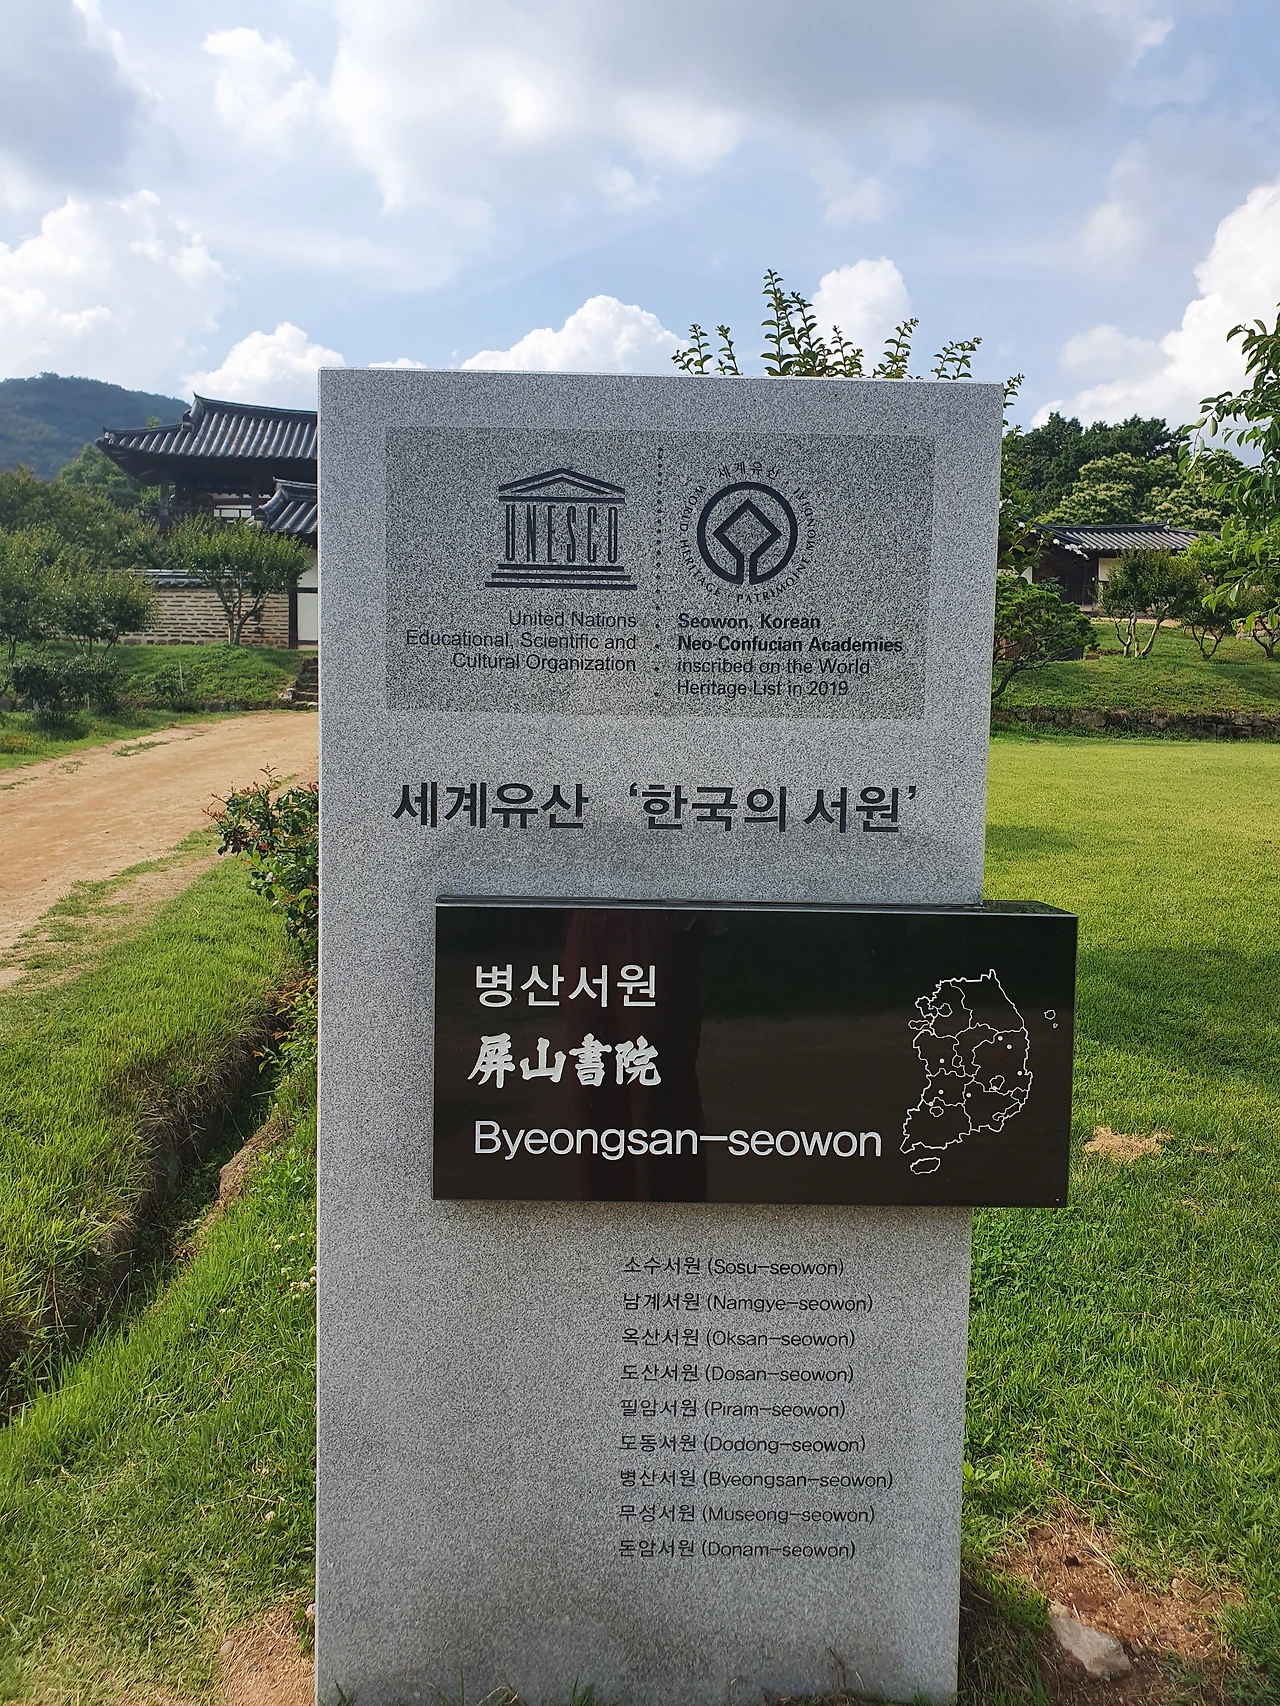 UNESCO
United Nations
Educational, Scientific and
Cultural Organization
세계유산
WORLD HERITAGE · PATRIMOINE MONDIAL
Seowon, Korean
Neo-Confucian Academies
inscribed on the World
Heritage List in 2019
세계유산 ‘한국의 서원’
병산서원
屛山書院
Byeongsan-seowon
소수서원 (Sosu-seowon)
남계서원 (Namgye-seowon)
옥산서원 (Oksan-seowon)
도산서원 (Dosan-seowon)
필암서원 (Piram-seowon)
도동서원 (Dodong-seowon)
병산서원 (Byeongsan-seowon)
무성서원 (Museong-seowon)
돈암서원 (Donam-seowon)